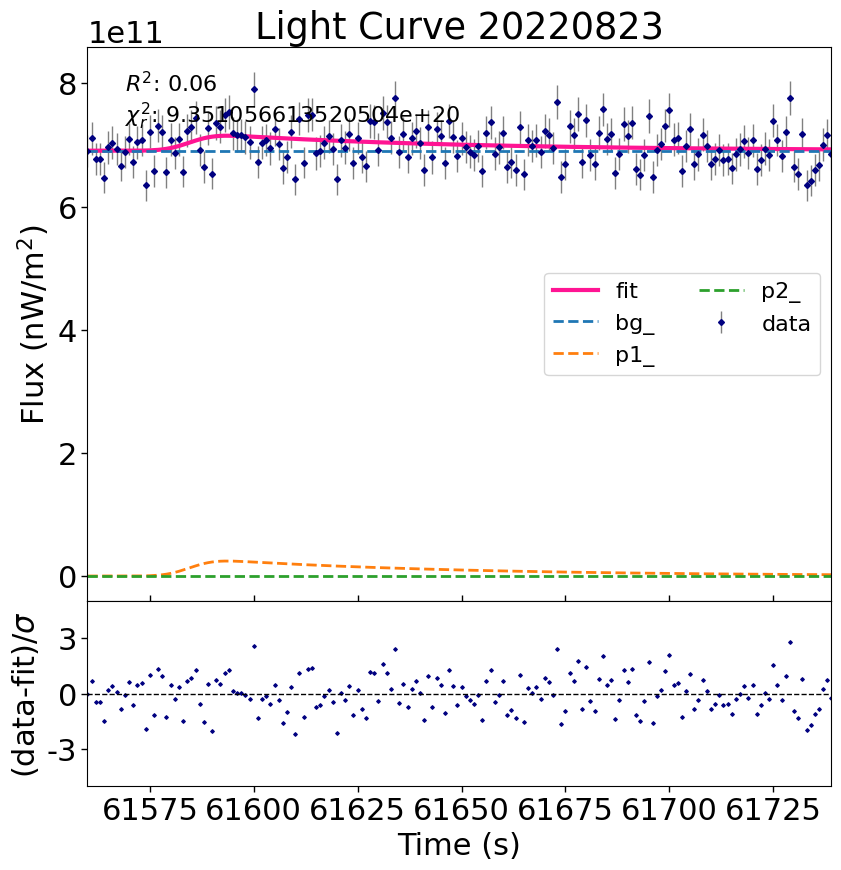 Light Curve 20220823
1e11
R²: 0.06
χ²ᵣ: 9.351056613520504e+20
8
6
4
2
0
Flux (nW/m²)
fit
bg_
p1_
p2_
data
3
0
-3
(data-fit)/σ
61575 61600 61625 61650 61675 61700 61725
Time (s)